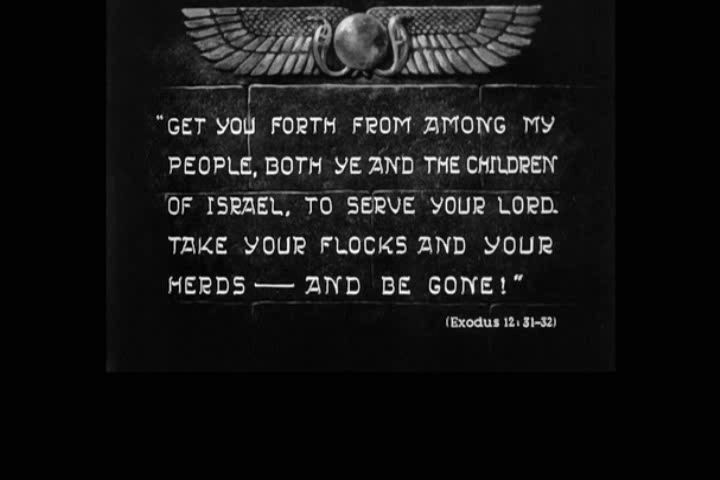 "GET YOU FORTH FROM AMONG MY
PEOPLE, BOTH YE AND THE CHILDREN
OF ISRAEL, TO SERVE YOUR LORD.
TAKE YOUR FLOCKS AND YOUR
HERDS — AND BE GONE!"
(Exodus 12:31-32)